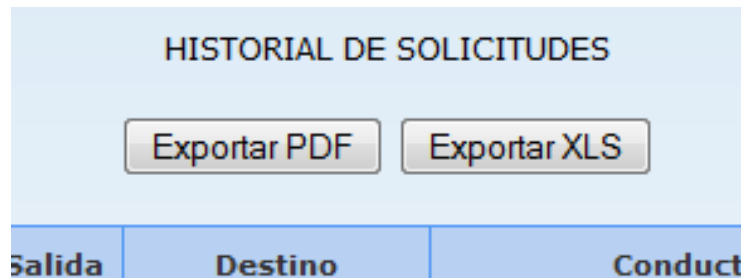 HISTORIAL DE SOLICITUDES
Exportar PDF Exportar XLS
Salida Destino Conduct